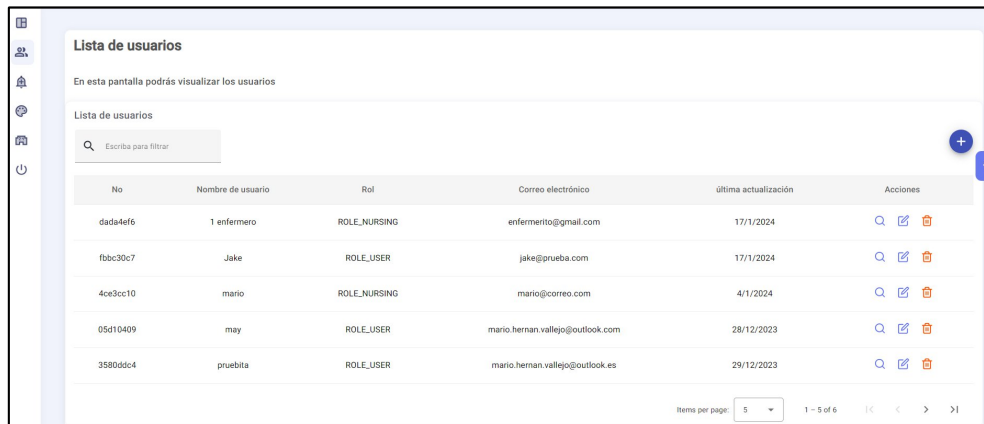 Lista de usuarios
En esta pantalla podrás visualizar los usuarios
Lista de usuarios
Escriba para filtrar
No Nombre de usuario Rol Correo electrónico última actualización Acciones
dada4ef6 1 enfermero ROLE_NURSING enfermerito@gmail.com 17/1/2024
fbbc30c7 Jake ROLE_USER jake@prueba.com 17/1/2024
4ce3cc10 mario ROLE_NURSING mario@correo.com 4/1/2024
05d10409 may ROLE_USER mario.hernan.vallejo@outlook.com 28/12/2023
3580ddc4 pruebita ROLE_USER mario.hernan.vallejo@outlook.es 29/12/2023
Items per page: 5 1 – 5 of 6